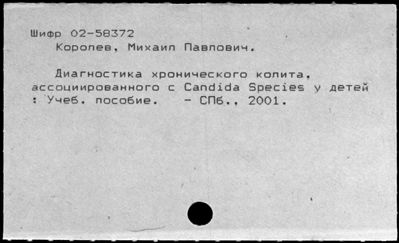 Шифр 02-58372
Королев, Михаил Павлович.
Диагностика хронического колита,
ассоциированного с Candida Species у детей
: Учеб. пособие. - СПб., 2001.